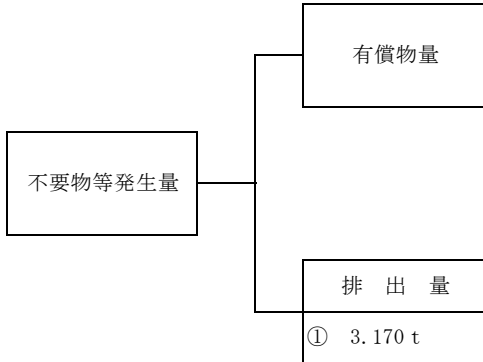 有償物量
不要物等発生量
排 出 量
① 3.170 t